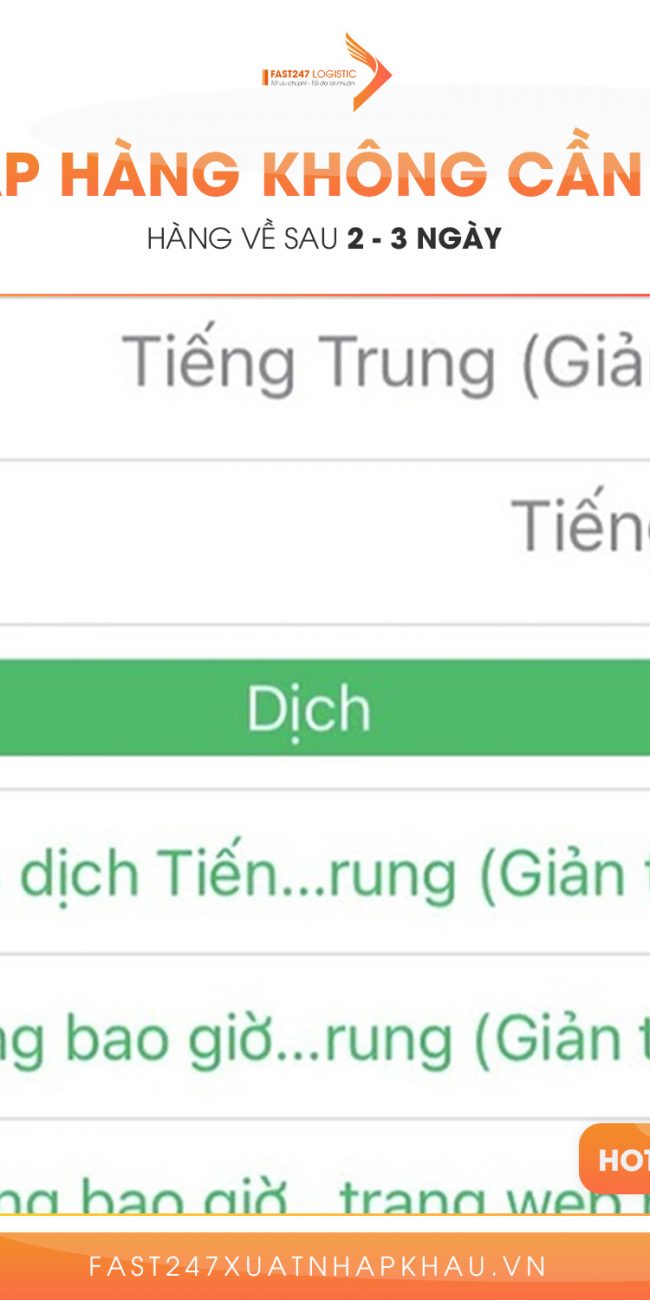 FAST247 LOGISTIC
Tối ưu chi phí - Tối đa lợi nhuận
ẬP HÀNG KHÔNG CẦN
HÀNG VỀ SAU 2 - 3 NGÀY
Tiếng Trung (Giả
Tiến
Dịch
dịch Tiến...rung (Giản t
ng bao giờ...rung (Giản t
ng bao giờ...trang web
HOT
FAST247XUATNHAPKHAU.VN